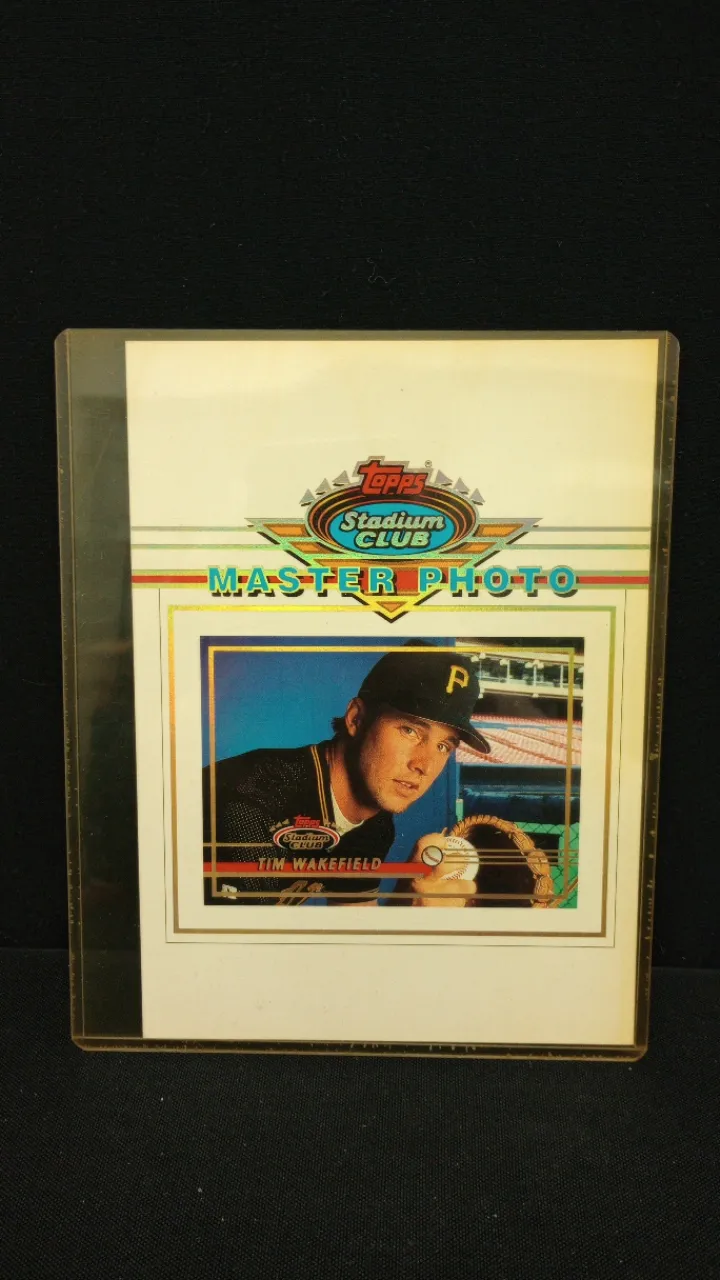 Topps®
Stadium
CLUB
MASTER PHOTO
P
Topps
Stadium
CLUB
TIM WAKEFIELD